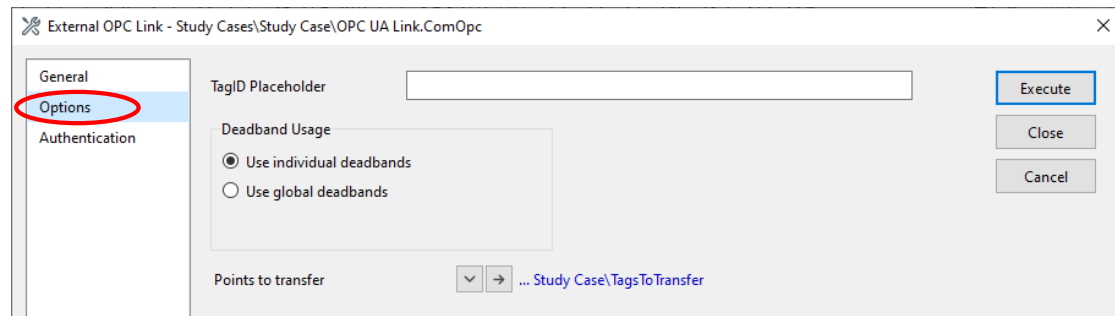 External OPC Link - Study Cases\Study Case\OPC UA Link.ComOpc
General
Options
Authentication
TagID Placeholder
Deadband Usage
Use individual deadbands
Use global deadbands
Points to transfer
... Study Case\TagsToTransfer
Execute
Close
Cancel